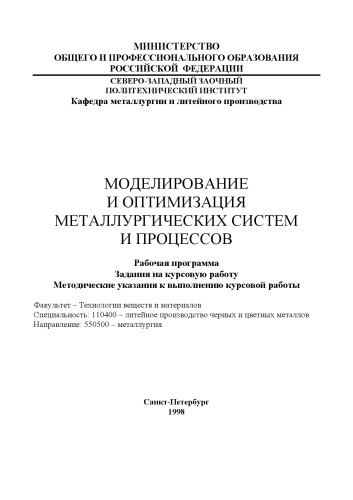 МИНИСТЕРСТВО
ОБЩЕГО И ПРОФЕССИОНАЛЬНОГО ОБРАЗОВАНИЯ
РОССИЙСКОЙ ФЕДЕРАЦИИ
СЕВЕРО-ЗАПАДНЫЙ ЗАОЧНЫЙ
ПОЛИТЕХНИЧЕСКИЙ ИНСТИТУТ
Кафедра металлургии и литейного производства
МОДЕЛИРОВАНИЕ
И ОПТИМИЗАЦИЯ
МЕТАЛЛУРГИЧЕСКИХ СИСТЕМ
И ПРОЦЕССОВ
Рабочая программа
Задания на курсовую работу
Методические указания к выполнению курсовой работы
Факультет – Технологии веществ и материалов
Специальность: 110400 – литейное производство черных и цветных металлов
Направление: 550500 – металлургия
Санкт-Петербург
1998